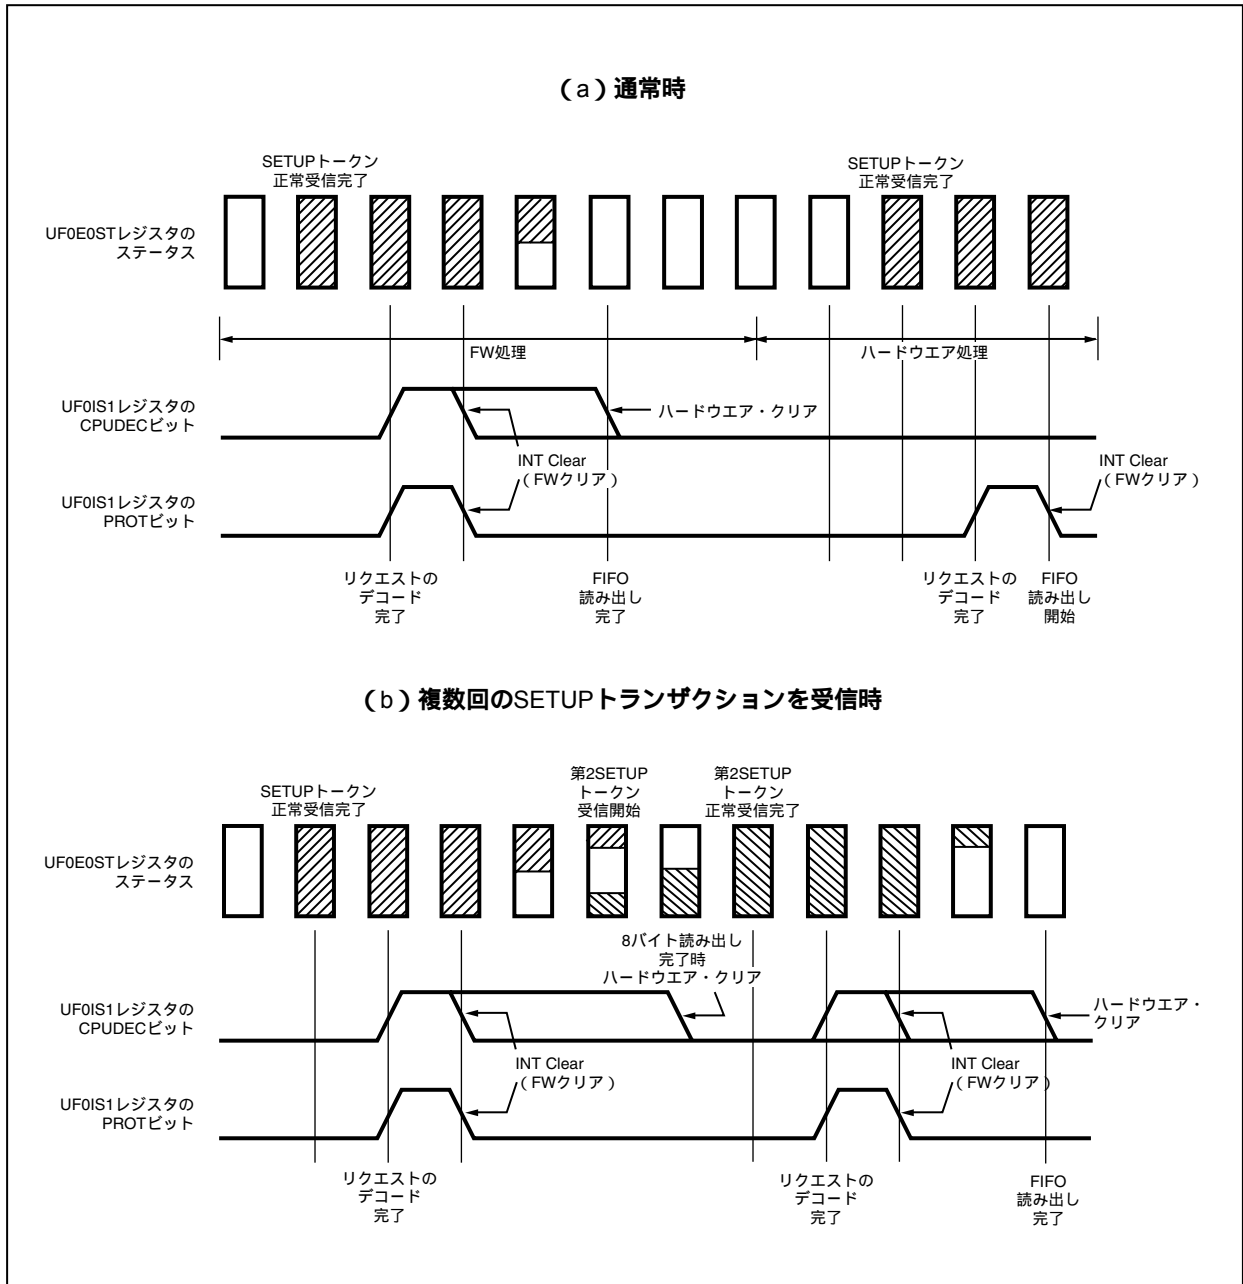 （a）通常時
SETUPトークン
正常受信完了
SETUPトークン
正常受信完了
UF0E0STレジスタの
ステータス
FW処理
ハードウエア処理
UF0IS1レジスタの
CPUDECビット
ハードウエア・クリア
INT Clear
（FWクリア）
INT Clear
（FWクリア）
UF0IS1レジスタの
PROTビット
リクエストの
デコード
完了
FIFO
読み出し
完了
リクエストの
デコード
完了
FIFO
読み出し
開始
（b）複数回のSETUPトランザクションを受信時
SETUPトークン
正常受信完了
第2SETUP
トークン
受信開始
第2SETUP
トークン
正常受信完了
UF0E0STレジスタの
ステータス
8バイト読み出し
完了時
ハードウエア・クリア
UF0IS1レジスタの
CPUDECビット
ハードウエア・
クリア
INT Clear
（FWクリア）
INT Clear
（FWクリア）
UF0IS1レジスタの
PROTビット
リクエストの
デコード
完了
リクエストの
デコード
完了
FIFO
読み出し
完了